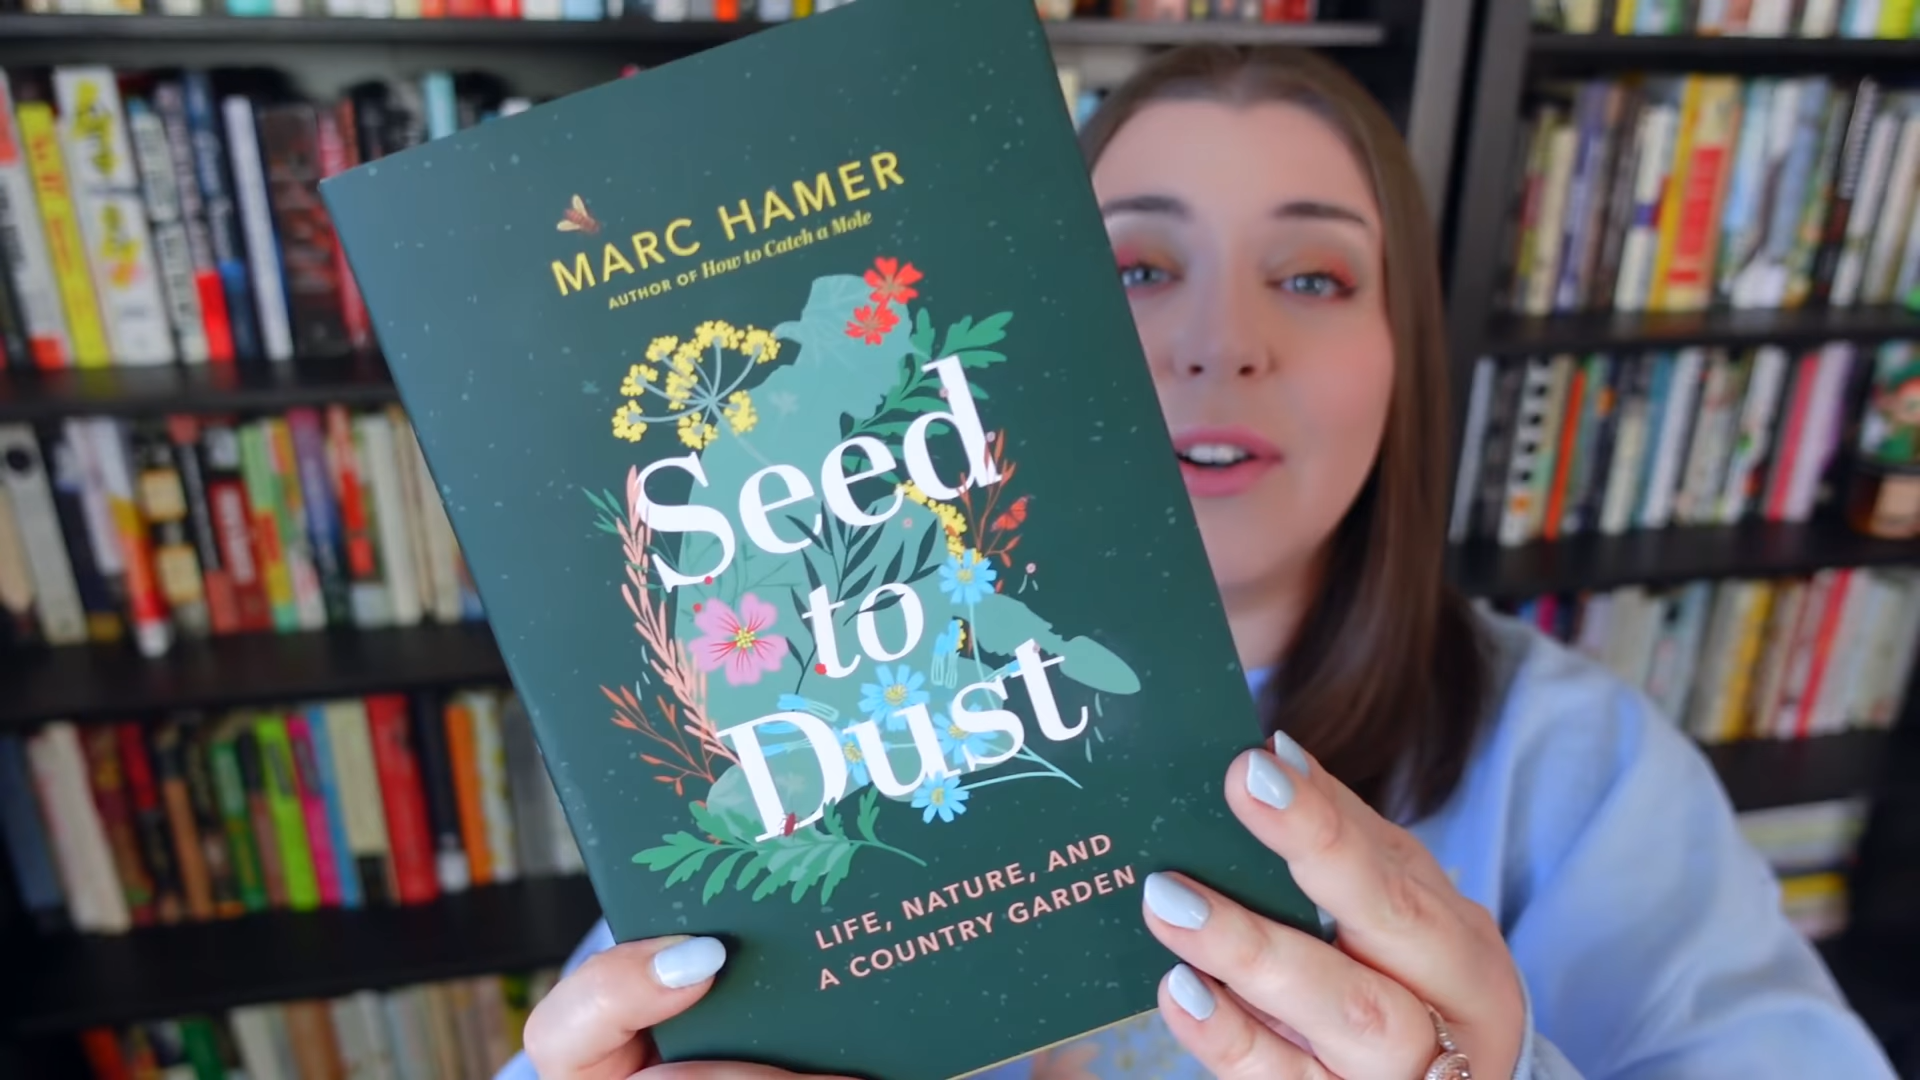 MARC HAMER
AUTHOR OF How to Catch a Mole
Seed
to
Dust
LIFE, NATURE, AND
A COUNTRY GARDEN